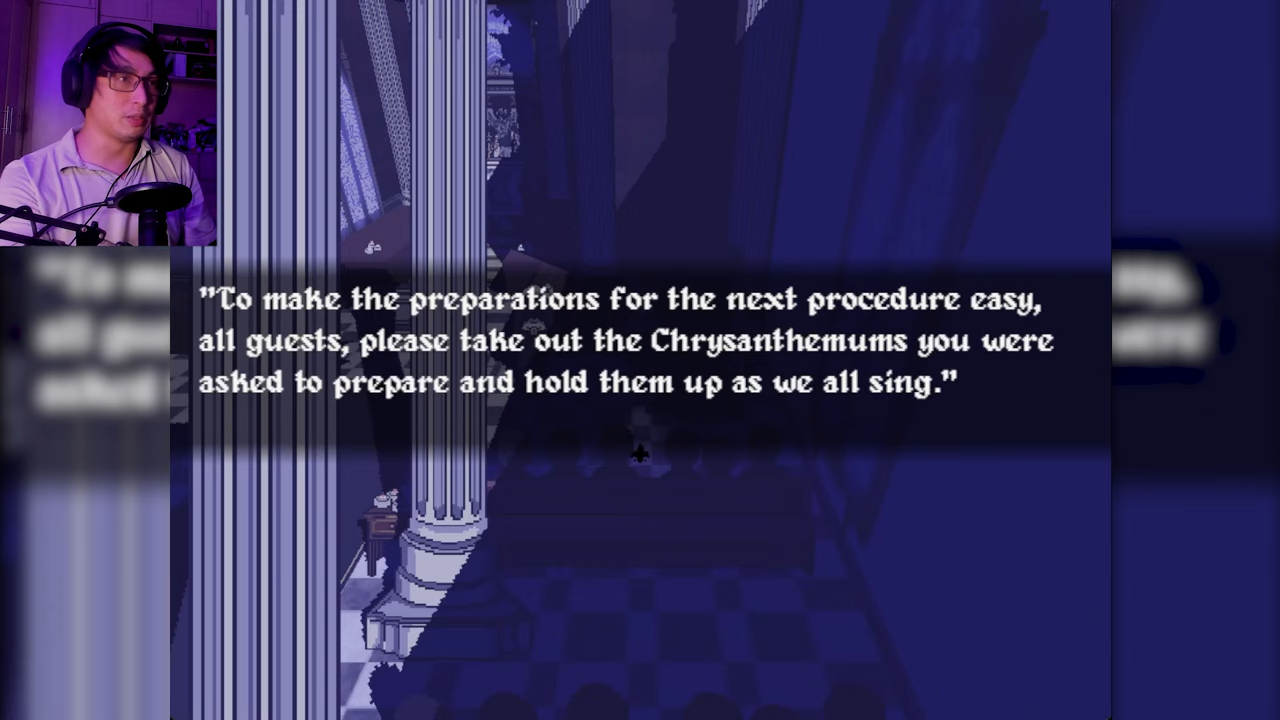 "To make the preparations for the next procedure easy,
all guests, please take out the Chrysanthemums you were
asked to prepare and hold them up as we all sing."